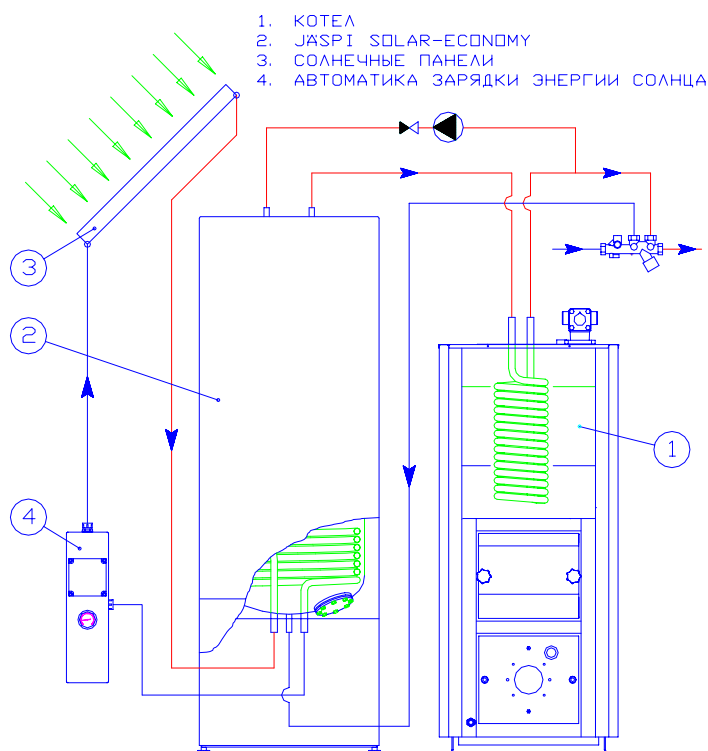 1. КОТЕЛ
2. JÄSPI SOLAR-ECONOMY
3. СОЛНЕЧНЫЕ ПАНЕЛИ
4. АВТОМАТИКА ЗАРЯДКИ ЭНЕРГИИ СОЛНЦА
3
2
1
4